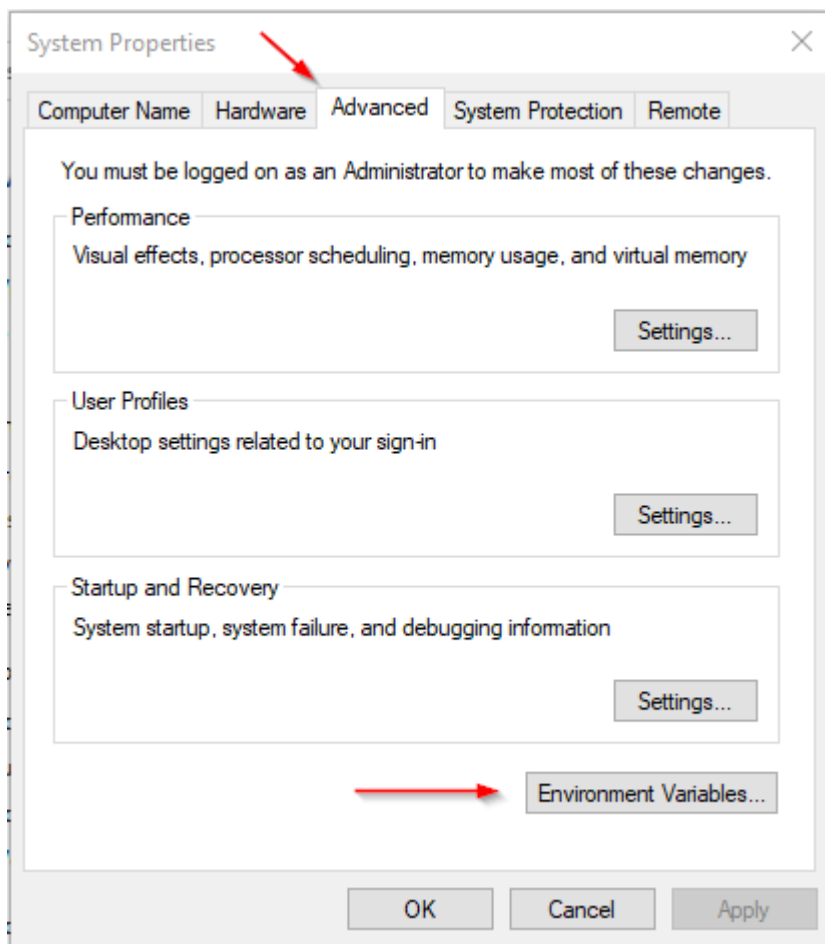 System Properties
Computer Name Hardware Advanced System Protection Remote
You must be logged on as an Administrator to make most of these changes.
Performance
Visual effects, processor scheduling, memory usage, and virtual memory
Settings...
User Profiles
Desktop settings related to your sign-in
Settings...
Startup and Recovery
System startup, system failure, and debugging information
Settings...
Environment Variables...
OK Cancel Apply